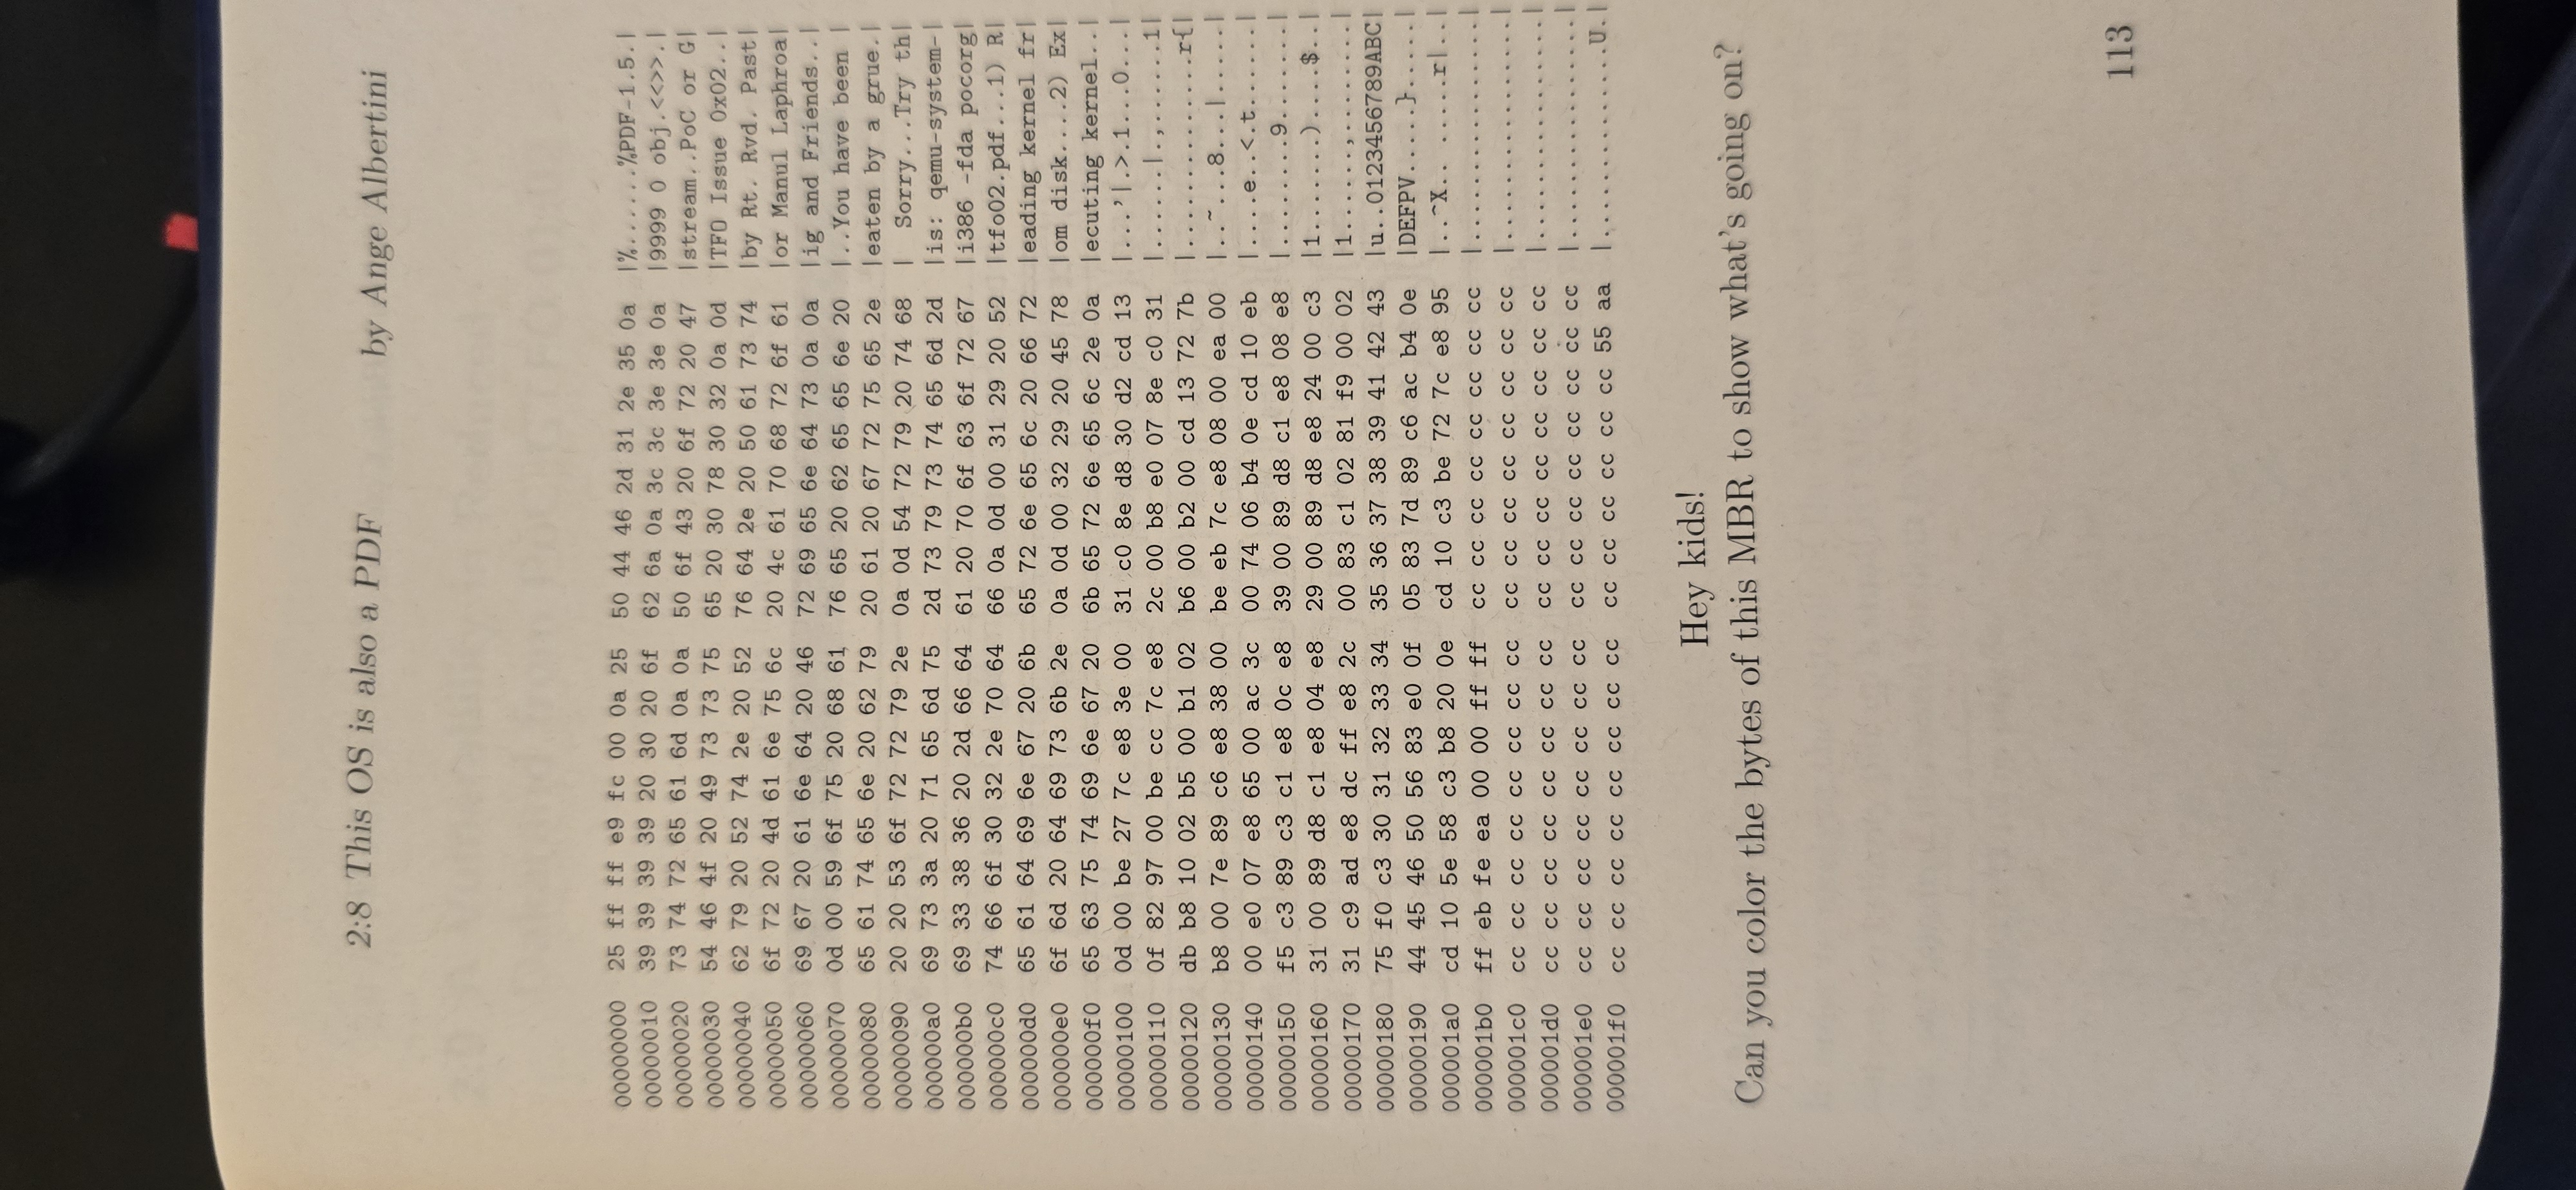 2:8 This OS is also a PDF by Ange Albertini
00000000 25 ff ff e9 fc 00 0a 25 50 44 46 2d 31 2e 35 0a |%......%PDF-1.5.|
00000010 39 39 39 39 20 30 20 6f 62 6a 0a 3c 3c 3e 3e 0a |9999 0 obj.<<>>.|
00000020 73 74 72 65 61 6d 0a 0a 50 6f 43 20 6f 72 20 47 |stream..PoC or G|
00000030 54 46 4f 20 49 73 73 75 65 20 30 78 30 32 0a 0d |TFO Issue 0x02..|
00000040 62 79 20 52 74 2e 20 52 76 64 2e 20 50 61 73 74 |by Rt. Rvd. Past|
00000050 6f 72 20 4d 61 6e 75 6c 20 4c 61 70 68 72 6f 61 |or Manul Laphroa|
00000060 69 67 20 61 6e 64 20 46 72 69 65 6e 64 73 0a 0a |ig and Friends..|
00000070 0d 00 59 6f 75 20 68 61 76 65 20 62 65 65 6e 20 |..You have been |
00000080 65 61 74 65 6e 20 62 79 20 61 20 67 72 75 65 2e |eaten by a grue.|
00000090 20 20 53 6f 72 72 79 2e 0a 0d 54 72 79 20 74 68 |  Sorry...Try th|
000000a0 69 73 3a 20 71 65 6d 75 2d 73 79 73 74 65 6d 2d |is: qemu-system-|
000000b0 69 33 38 36 20 2d 66 64 61 20 70 6f 63 6f 72 67 |i386 -fda pocorg|
000000c0 74 66 6f 30 32 2e 70 64 66 0a 0d 00 31 29 20 52 |tfo02.pdf...1) R|
000000d0 65 61 64 69 6e 67 20 6b 65 72 6e 65 6c 20 66 72 |eading kernel fr|
000000e0 6f 6d 20 64 69 73 6b 2e 0a 0d 00 32 29 20 45 78 |om disk....2) Ex|
000000f0 65 63 75 74 69 6e 67 20 6b 65 72 6e 65 6c 2e 0a |ecuting kernel..|
00000100 0d 00 be 27 7c e8 3e 00 31 c0 8e d8 30 d2 cd 13 |...'|.>.1...0...|
00000110 0f 82 97 00 be cc 7c e8 2c 00 b8 e0 07 8e c0 31 |......|.,......1|
00000120 db b8 10 02 b5 00 b1 02 b6 00 b2 00 cd 13 72 7b |..............r{|
00000130 b8 00 7e 89 c6 e8 38 00 be eb 7c e8 08 00 ea 00 |..~...8...|.....|
00000140 00 e0 07 e8 65 00 ac 3c 00 74 06 b4 0e cd 10 eb |....e..<.t......|
00000150 f5 c3 89 c3 c1 e8 0c e8 39 00 89 d8 c1 e8 08 e8 |........9.......|
00000160 31 00 89 d8 c1 e8 04 e8 29 00 89 d8 e8 24 00 c3 |1.......)....$..|
00000170 31 c9 ad e8 dc ff e8 2c 00 83 c1 02 81 f9 00 02 |1......,........|
00000180 75 f0 c3 30 31 32 33 34 35 36 37 38 39 41 42 43 |u..0123456789ABC|
00000190 44 45 46 50 56 83 e0 0f 05 83 7d 89 c6 ac b4 0e |DEFPV.....}.....|
000001a0 cd 10 5e 58 c3 b8 20 0e cd 10 c3 be 72 7c e8 95 |..^X.. .....r|..|
000001b0 ff eb fe ea 00 00 ff ff cc cc cc cc cc cc cc cc |................|
000001c0 cc cc cc cc cc cc cc cc cc cc cc cc cc cc cc cc |................|
000001d0 cc cc cc cc cc cc cc cc cc cc cc cc cc cc cc cc |................|
000001e0 cc cc cc cc cc cc cc cc cc cc cc cc cc cc cc cc |................|
000001f0 cc cc cc cc cc cc cc cc cc cc cc cc cc cc 55 aa |..............U.|
Hey kids!
Can you color the bytes of this MBR to show what's going on?
113